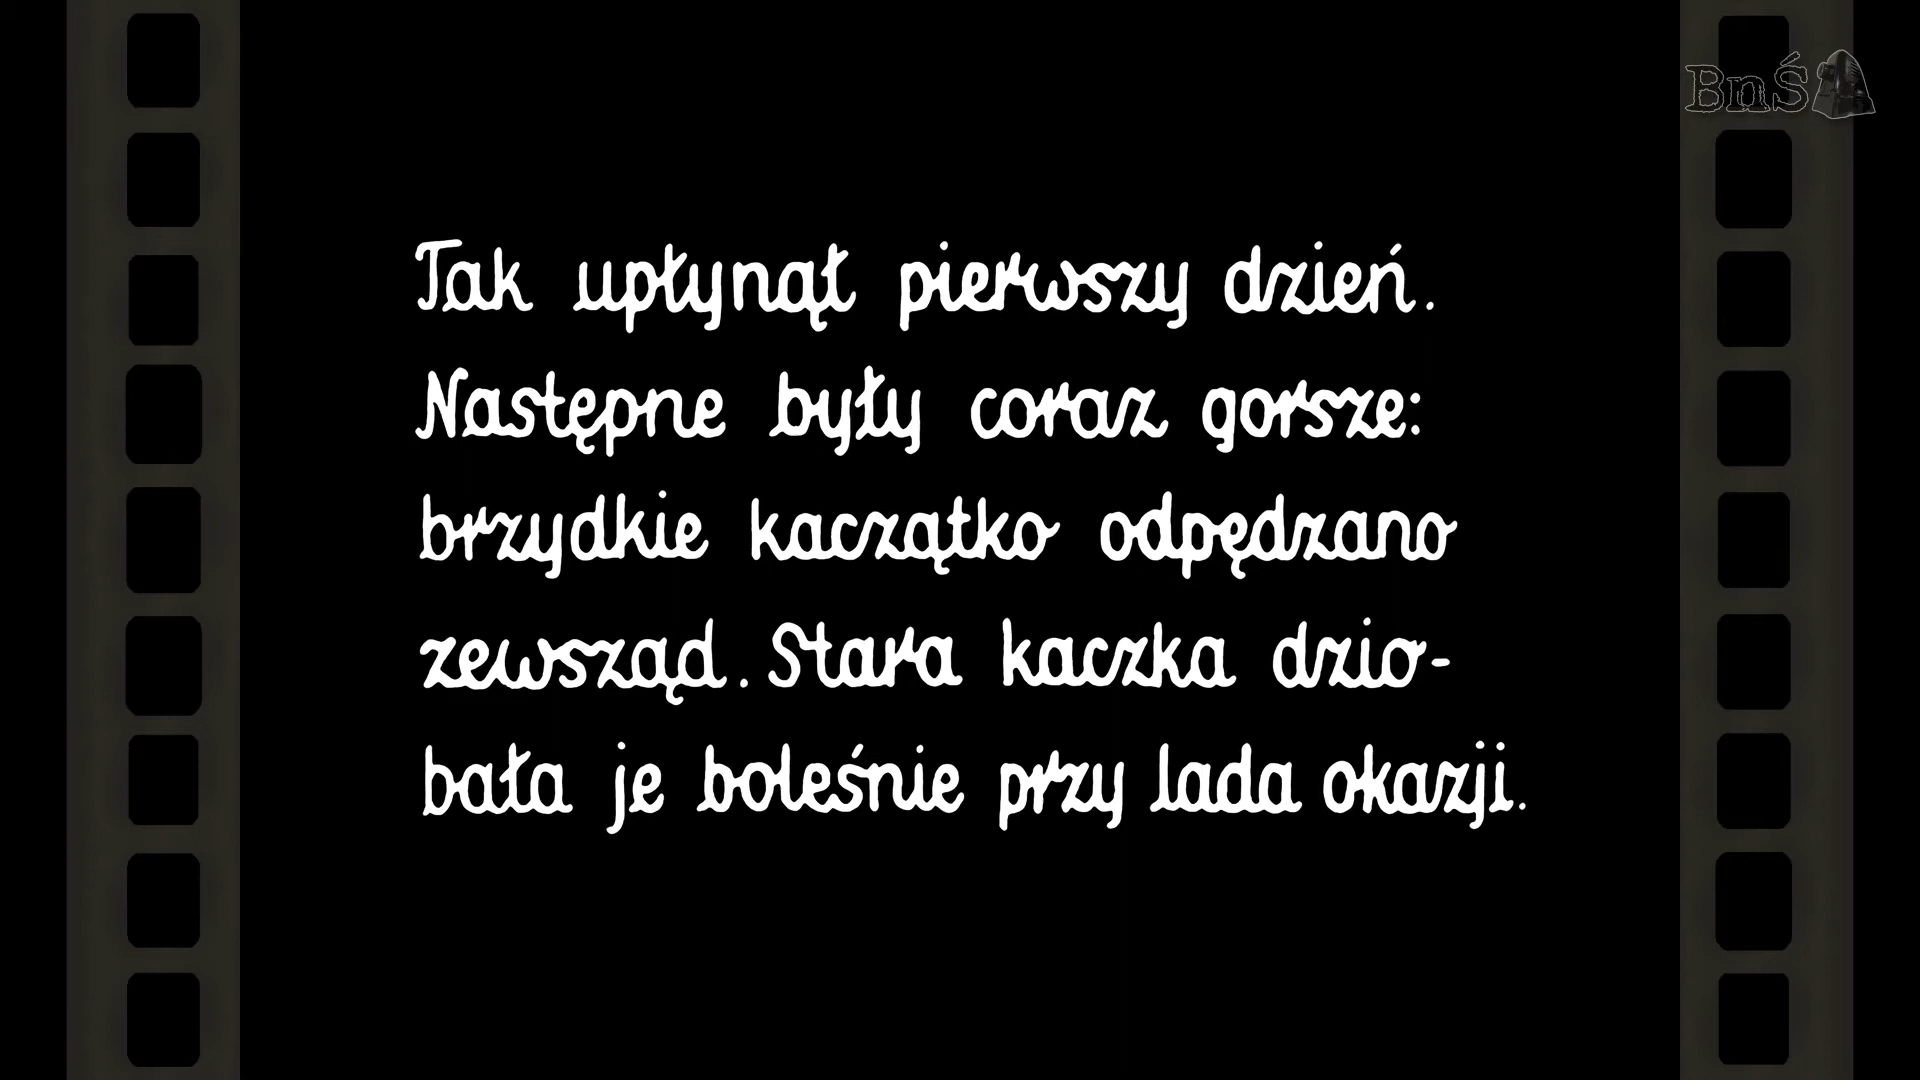 BnŚ
Tak upłynął pierwszy dzień.
Następne były coraz gorsze:
brzydkie kaczątko odpędzano
zewsząd. Stara kaczka dzio-
bała je boleśnie przy lada okazji.